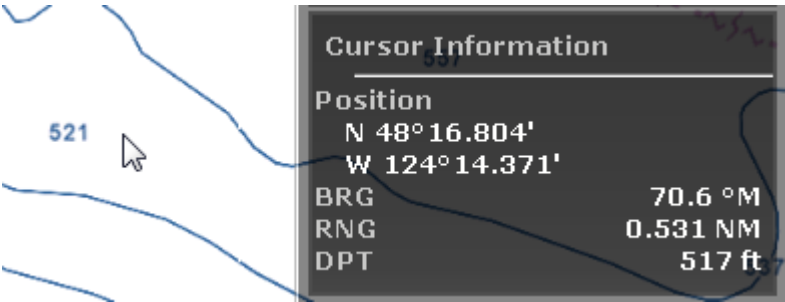 Cursor Information
557
Position
521
N 48°16.804'
W 124°14.371'
BRG 70.6 °M
RNG 0.531 NM
DPT 517 ft